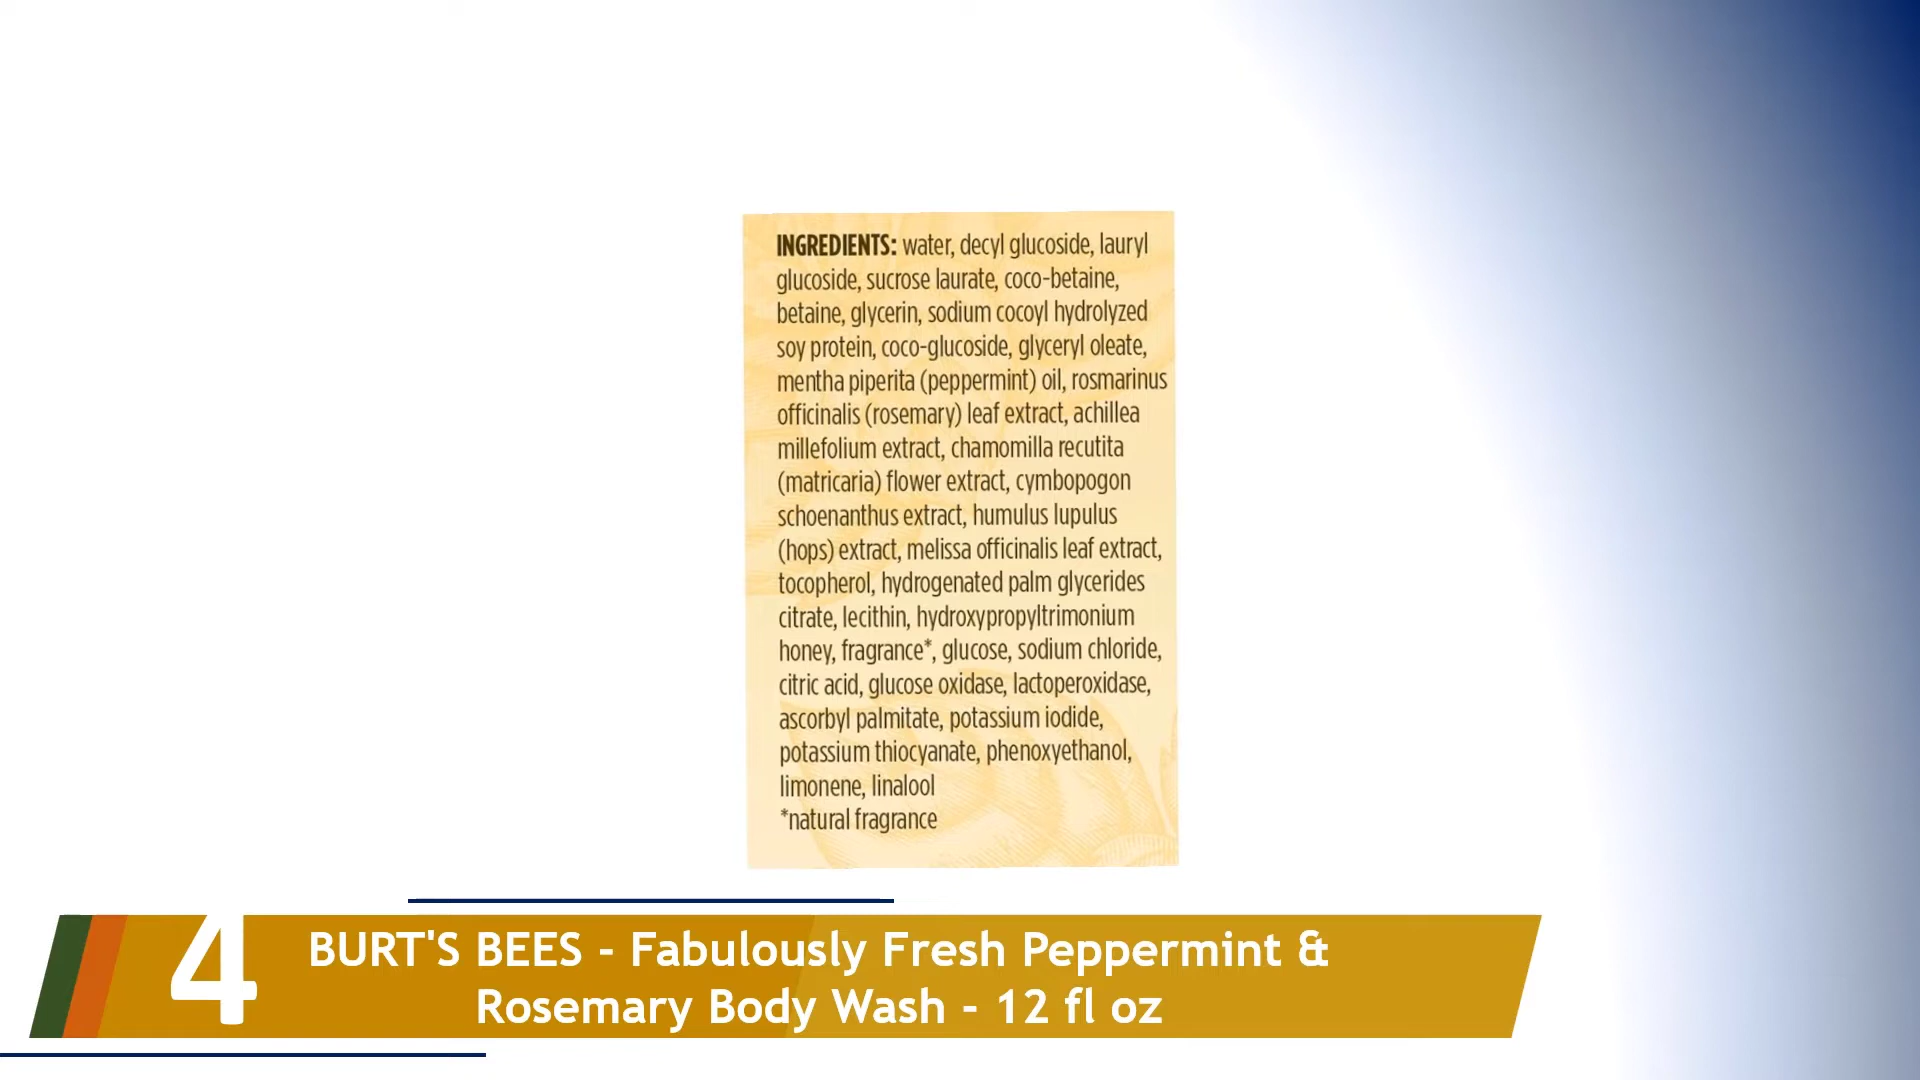 INGREDIENTS: water, decyl glucoside, lauryl
glucoside, sucrose laurate, coco-betaine,
betaine, glycerin, sodium cocoyl hydrolyzed
soy protein, coco-glucoside, glyceryl oleate,
mentha piperita (peppermint) oil, rosmarinus
officinalis (rosemary) leaf extract, achillea
millefolium extract, chamomilla recutita
(matricaria) flower extract, cymbopogon
schoenanthus extract, humulus lupulus
(hops) extract, melissa officinalis leaf extract,
tocopherol, hydrogenated palm glycerides
citrate, lecithin, hydroxypropyltrimonium
honey, fragrance*, glucose, sodium chloride,
citric acid, glucose oxidase, lactoperoxidase,
ascorbyl palmitate, potassium iodide,
potassium thiocyanate, phenoxyethanol,
limonene, linalool
*natural fragrance
4
BURT'S BEES - Fabulously Fresh Peppermint &
Rosemary Body Wash - 12 fl oz